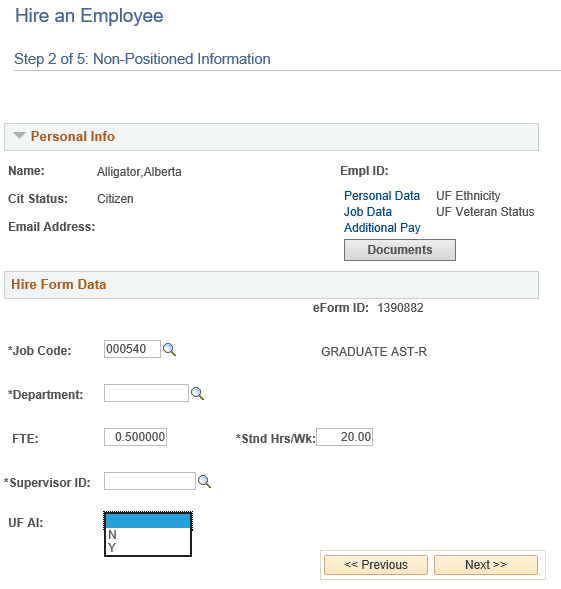 Hire an Employee
Step 2 of 5: Non-Positioned Information
Personal Info
Name: Alligator,Alberta Empl ID:
Cit Status: Citizen Personal Data UF Ethnicity
Job Data UF Veteran Status
Email Address: Additional Pay
Documents
Hire Form Data
eForm ID: 1390882
*Job Code: 000540 GRADUATE AST-R
*Department:
FTE: 0.500000 *Stnd Hrs/Wk: 20.00
*Supervisor ID:
UF AI:
N
Y
<< Previous Next >>